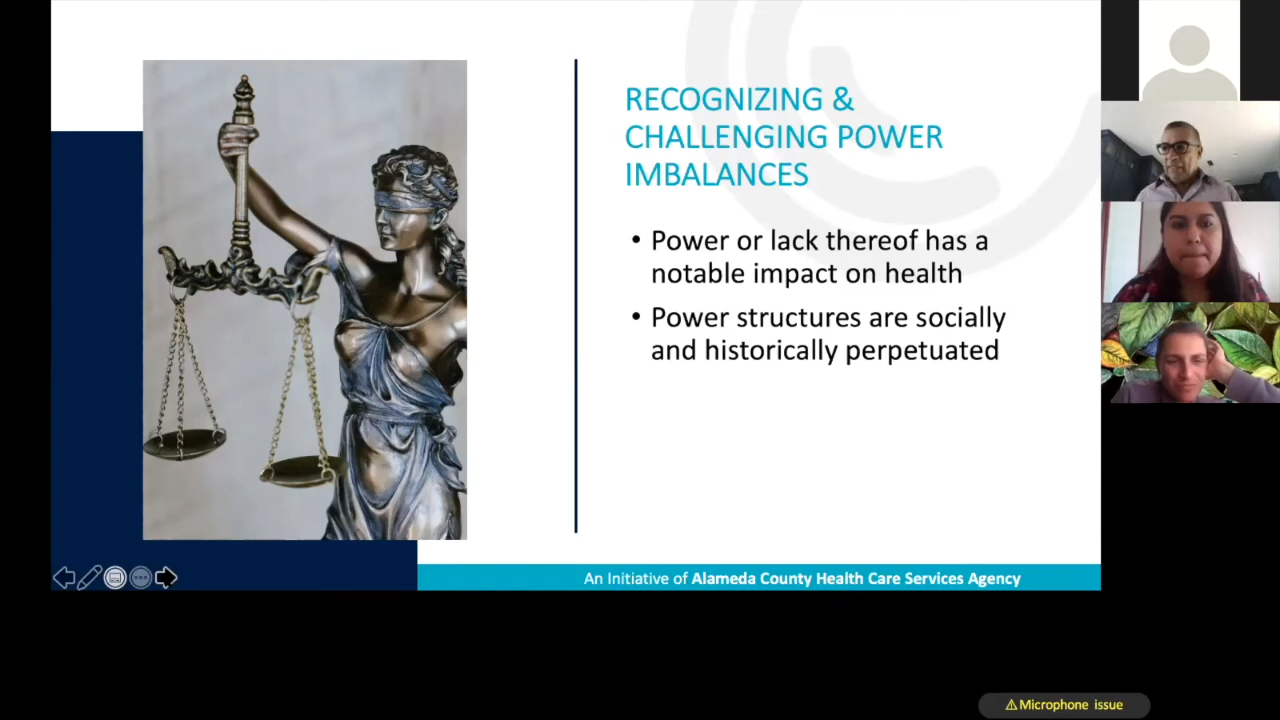 RECOGNIZING &
CHALLENGING POWER
IMBALANCES
• Power or lack thereof has a
notable impact on health
• Power structures are socially
and historically perpetuated
An Initiative of Alameda County Health Care Services Agency
⚠Microphone issue